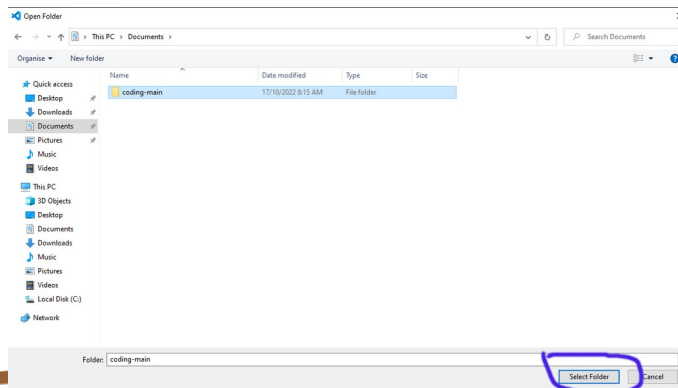 Open Folder
This PC > Documents >
Search Documents
Organise
New folder
Name
Date modified
Type
Size
Quick access
Desktop
Downloads
Documents
Pictures
Music
Videos
This PC
3D Objects
Desktop
Documents
Downloads
Music
Pictures
Videos
Local Disk (C:)
Network
coding-main
17/10/2022 8:15 AM
File folder
Folder: coding-main
Select Folder
Cancel